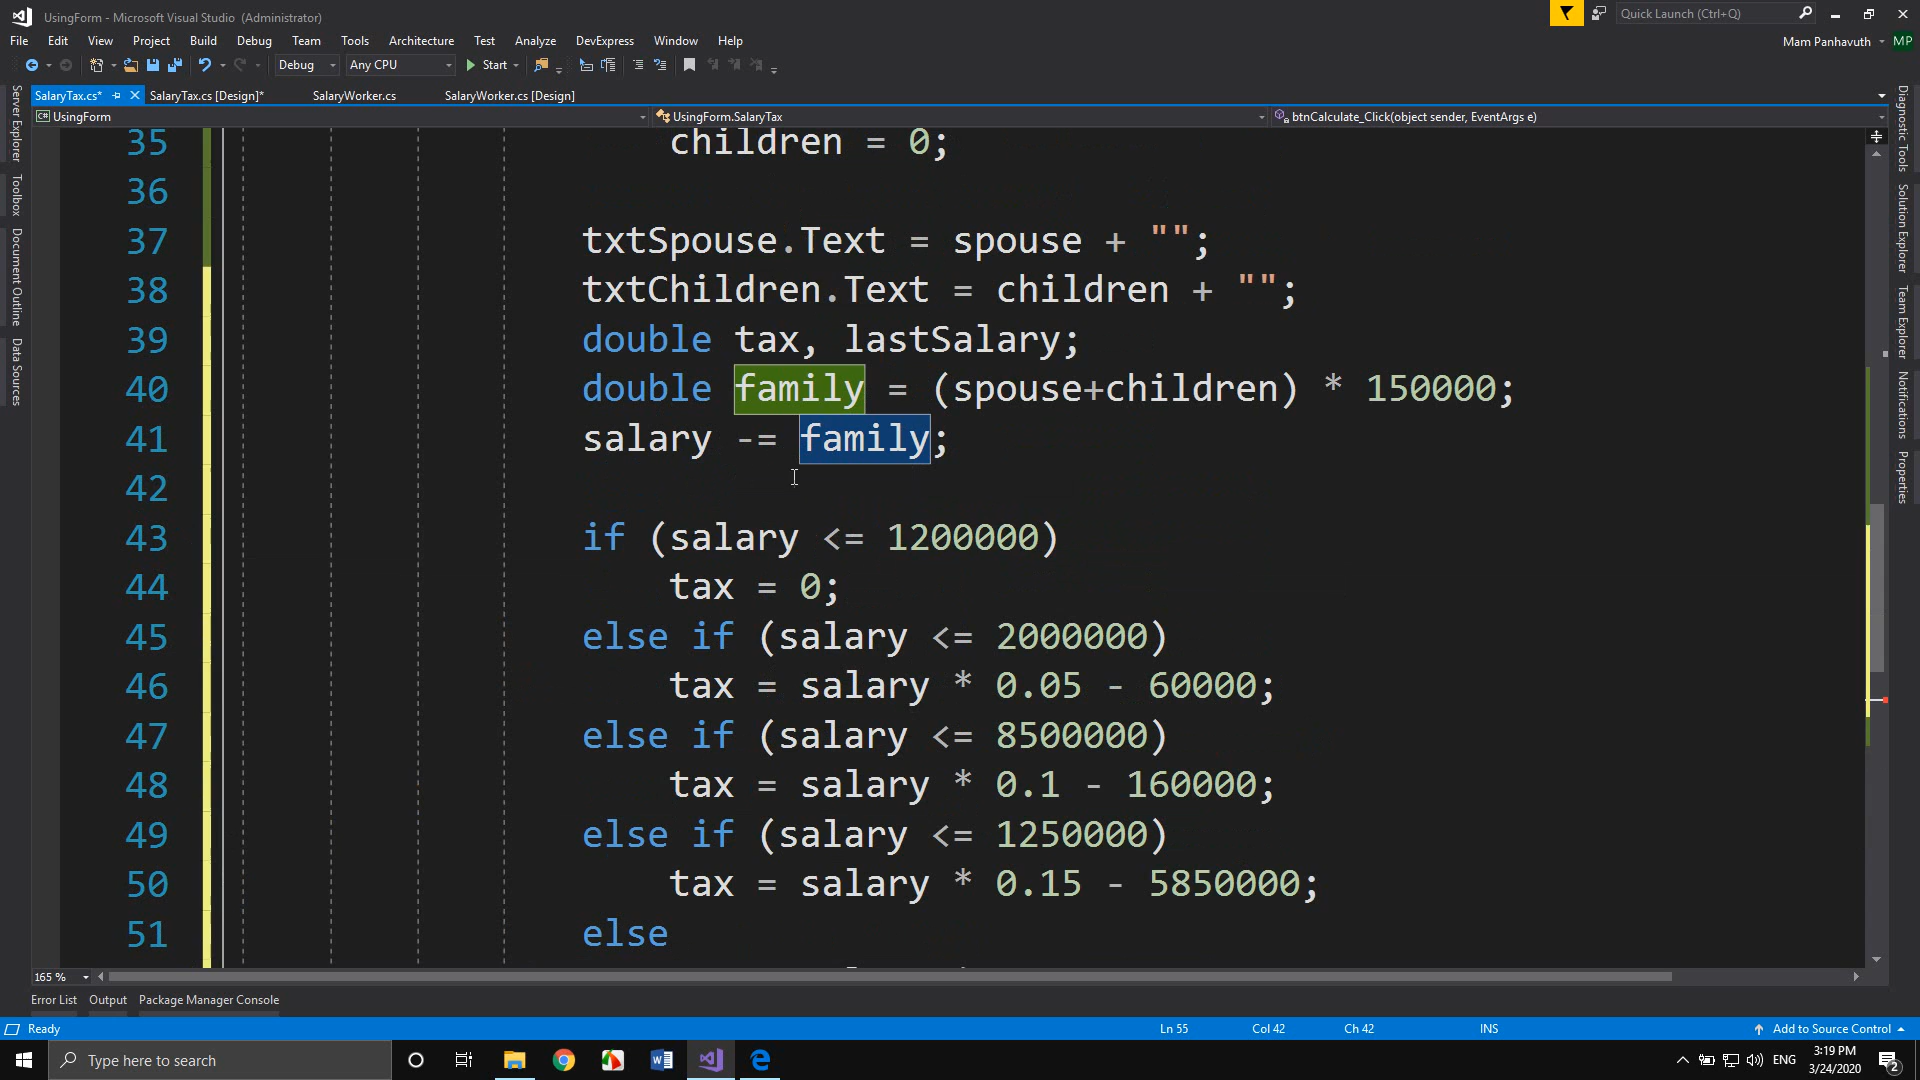 UsingForm - Microsoft Visual Studio (Administrator)
Quick Launch (Ctrl+Q)
File Edit View Project Build Debug Team Tools Architecture Test Analyze DevExpress Window Help
Mam Panhavuth MP
Debug Any CPU Start
SalaryTax.cs* SalaryTax.cs [Design]* SalaryWorker.cs SalaryWorker.cs [Design]
UsingForm UsingForm.SalaryTax btnCalculate_Click(object sender, EventArgs e)
Server Explorer
Toolbox
Document Outline
Data Sources
35 children = 0;
36
37 txtSpouse.Text = spouse + "";
38 txtChildren.Text = children + "";
39 double tax, lastSalary;
40 double family = (spouse+children) * 150000;
41 salary -= family;
42
43 if (salary <= 1200000)
44 tax = 0;
45 else if (salary <= 2000000)
46 tax = salary * 0.05 - 60000;
47 else if (salary <= 8500000)
48 tax = salary * 0.1 - 160000;
49 else if (salary <= 1250000)
50 tax = salary * 0.15 - 5850000;
51 else
Diagnostic Tools
Solution Explorer
Team Explorer
Notifications
Properties
165 %
Error List Output Package Manager Console
Ready Ln 55 Col 42 Ch 42 INS Add to Source Control
Type here to search
ENG
3:19 PM
3/24/2020
2